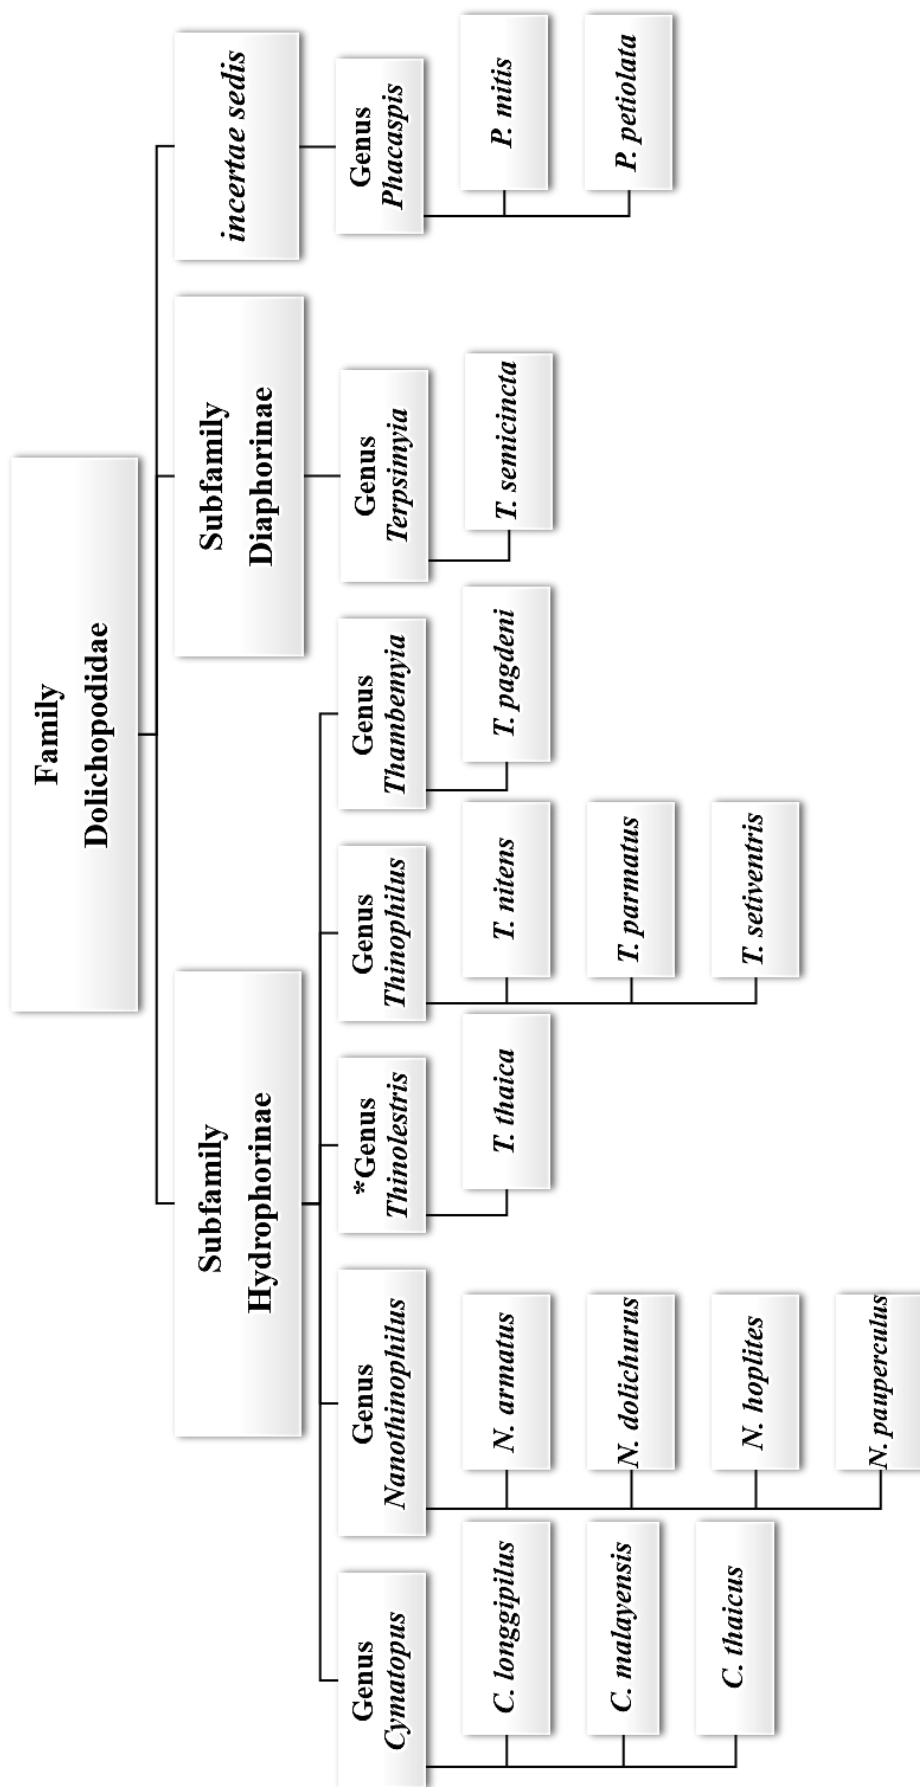 Family
Dolichopodidae
Subfamily
Hydrophorinae
Subfamily
Diaphorinae
incertae sedis
Genus
Cymatopus
Genus
Nanothinophilus
*Genus
Thinolestris
Genus
Thinophilus
Genus
Thambemyia
Genus
Terpsimyia
Genus
Phacaspis
C. longgipilus
C. malayensis
C. thaicus
N. armatus
N. dolichurus
N. hoplites
N. pauperculus
T. thaica
T. nitens
T. parmatus
T. setiventris
T. pagdeni
T. semicincta
P. mitis
P. petiolata